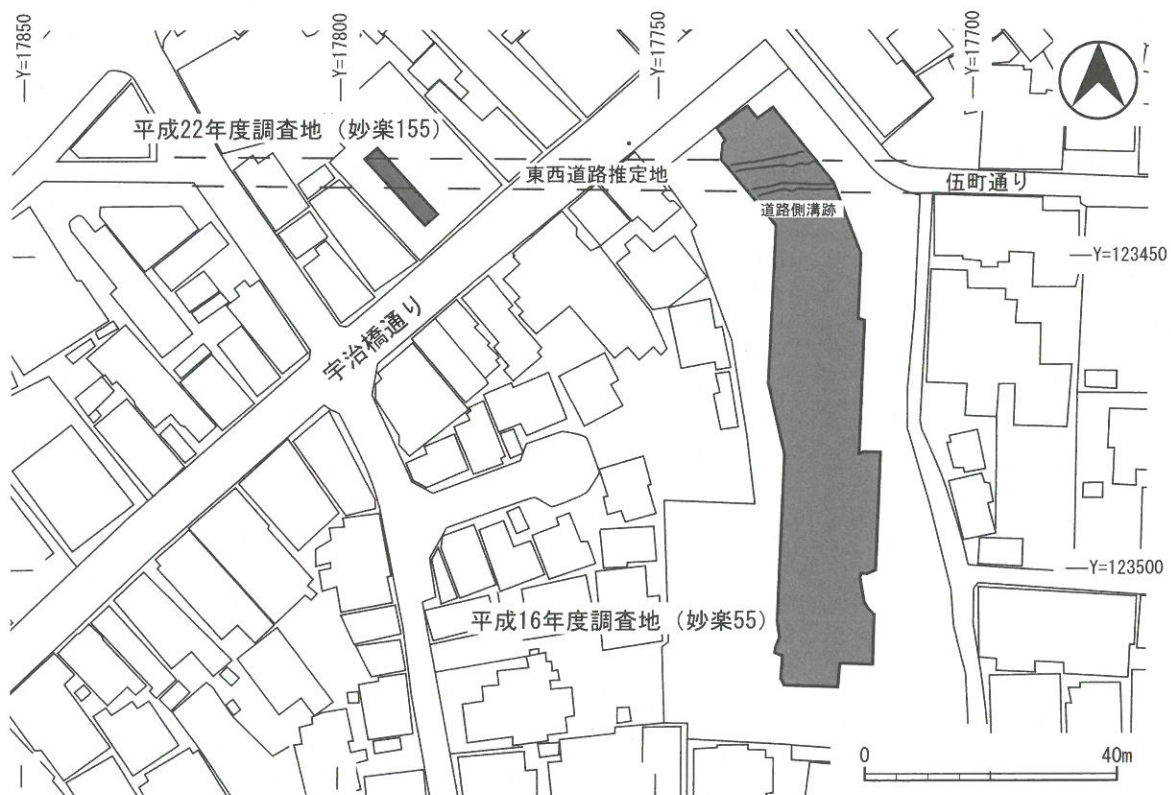 Y=17850
Y=17800
Y=17750
Y=17700
平成22年度調査地(妙楽155)
東西道路推定地
伍町通り
道路側溝跡
Y=123450
宇治橋通り
Y=123500
平成16年度調査地(妙楽55)
0 40m